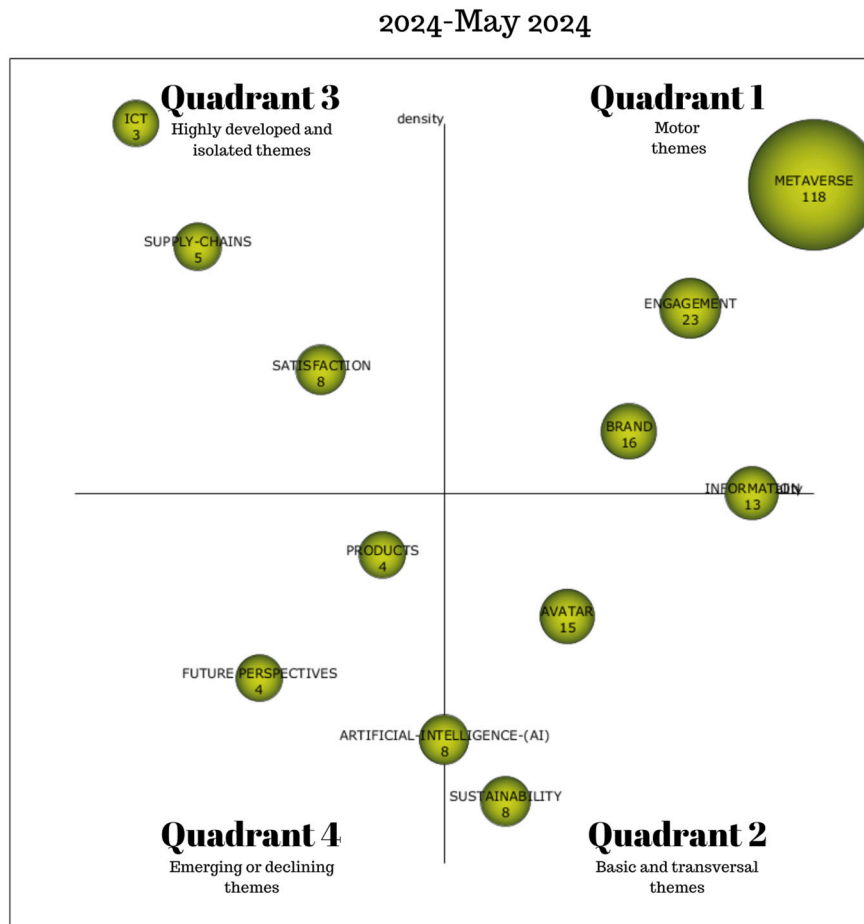 2024-May 2024
Quadrant 3
Highly developed and
isolated themes
Quadrant 1
Motor
themes
density
ICT
3
METAVERSE
118
SUPPLY-CHAINS
5
ENGAGEMENT
23
SATISFACTION
8
BRAND
16
INFORMATION
13
PRODUCTS
4
AVATAR
15
FUTURE PERSPECTIVES
4
ARTIFICIAL-INTELLIGENCE-(AI)
8
SUSTAINABILITY
8
Quadrant 4
Emerging or declining
themes
Quadrant 2
Basic and transversal
themes